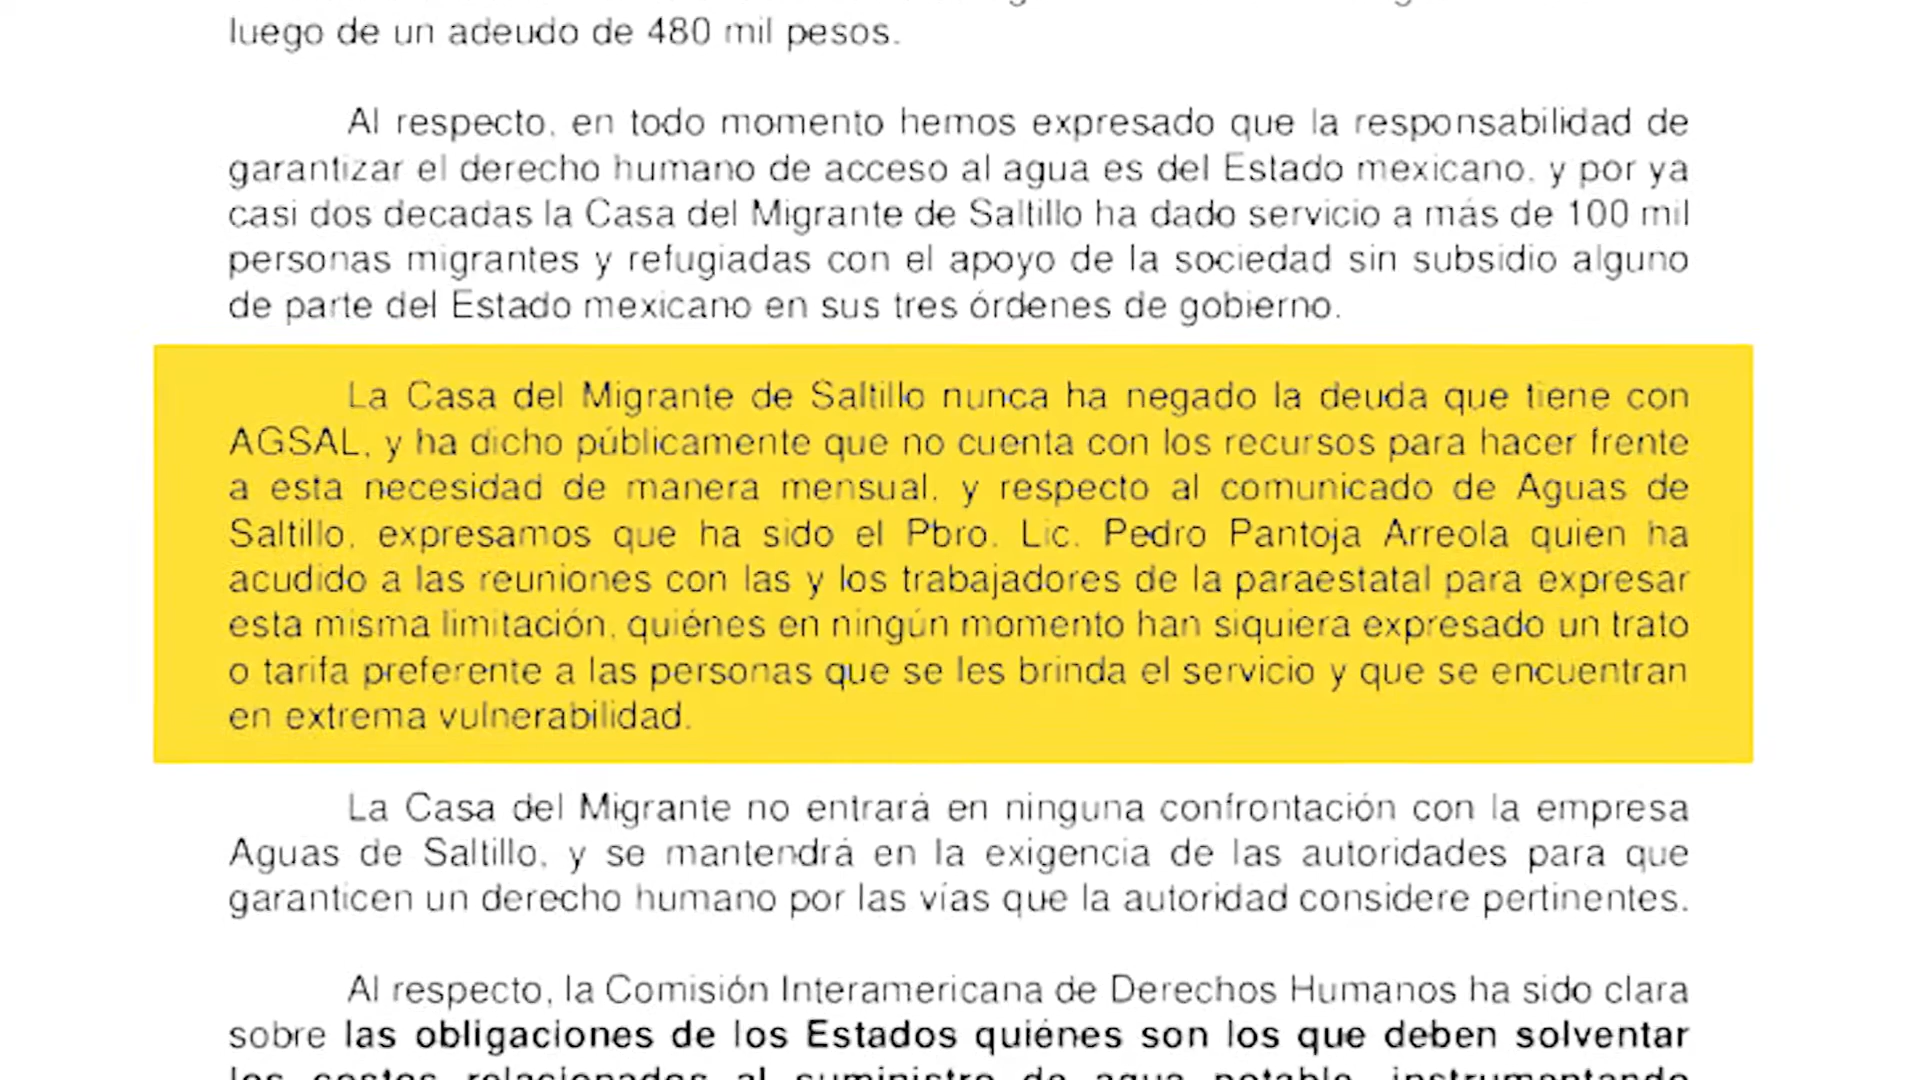 luego de un adeudo de 480 mil pesos.
Al respecto, en todo momento hemos expresado que la responsabilidad de
garantizar el derecho humano de acceso al agua es del Estado mexicano, y por ya
casi dos decadas la Casa del Migrante de Saltillo ha dado servicio a más de 100 mil
personas migrantes y refugiadas con el apoyo de la sociedad sin subsidio alguno
de parte del Estado mexicano en sus tres órdenes de gobierno.
La Casa del Migrante de Saltillo nunca ha negado la deuda que tiene con
AGSAL, y ha dicho públicamente que no cuenta con los recursos para hacer frente
a esta necesidad de manera mensual, y respecto al comunicado de Aguas de
Saltillo, expresamos que ha sido el Pbro. Lic. Pedro Pantoja Arreola quien ha
acudido a las reuniones con las y los trabajadores de la paraestatal para expresar
esta misma limitación, quiénes en ningún momento han siquiera expresado un trato
o tarifa preferente a las personas que se les brinda el servicio y que se encuentran
en extrema vulnerabilidad.
La Casa del Migrante no entrará en ninguna confrontación con la empresa
Aguas de Saltillo, y se mantendrá en la exigencia de las autoridades para que
garanticen un derecho humano por las vías que la autoridad considere pertinentes.
Al respecto, la Comisión Interamericana de Derechos Humanos ha sido clara
sobre las obligaciones de los Estados quiénes son los que deben solventar
los costos relacionados al suministro de agua potable, instrumentando